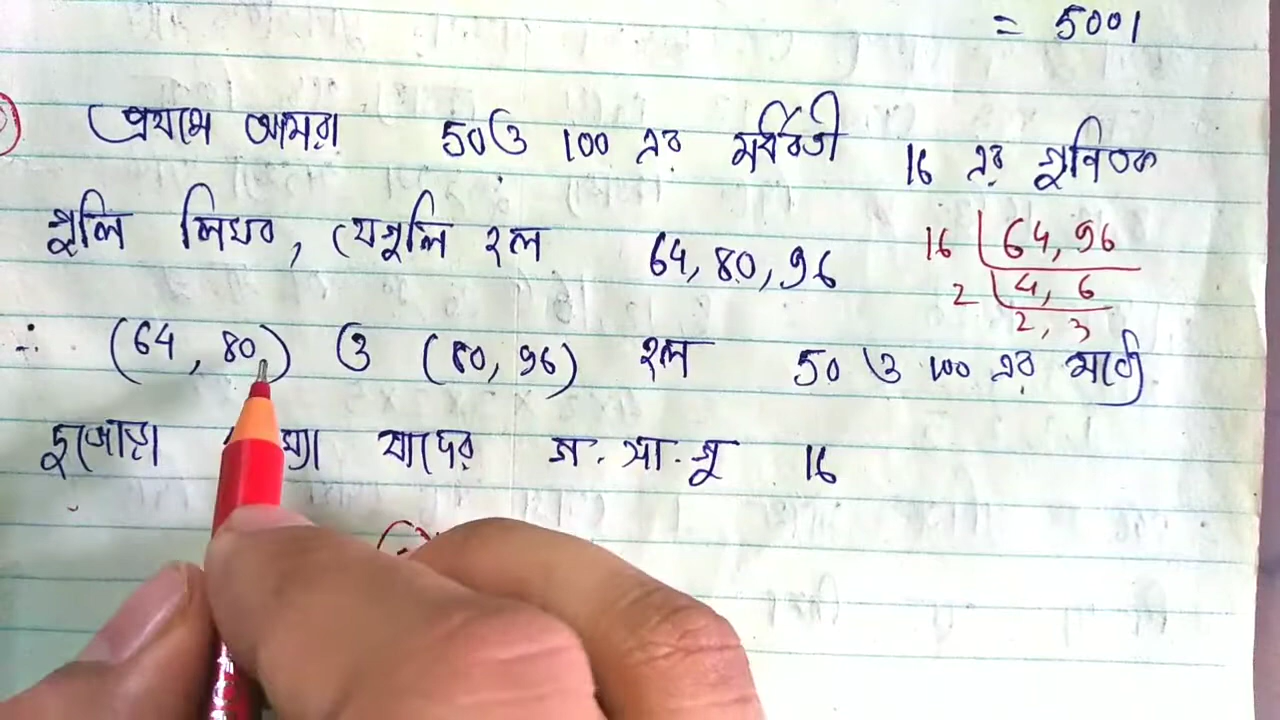 = 5001
প্রথমে আমরা 50 ও 100 এর মধ্যবর্তী 16 এর গুনিতক
গুলি লিখব, যেগুলি হল 64, 80, 96
16 | 64, 96
2 | 4, 6
2, 3
∴ (64, 80) ও (80, 96) হল 50 ও 100 এর মধ্যে
দুজোড়া যাদের গ. সা. গু 16